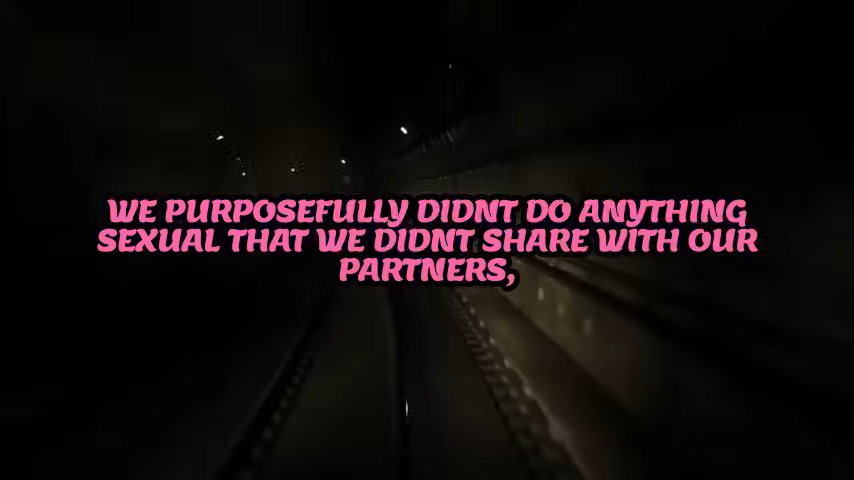 WE PURPOSEFULLY DIDNT DO ANYTHING
SEXUAL THAT WE DIDNT SHARE WITH OUR
PARTNERS,